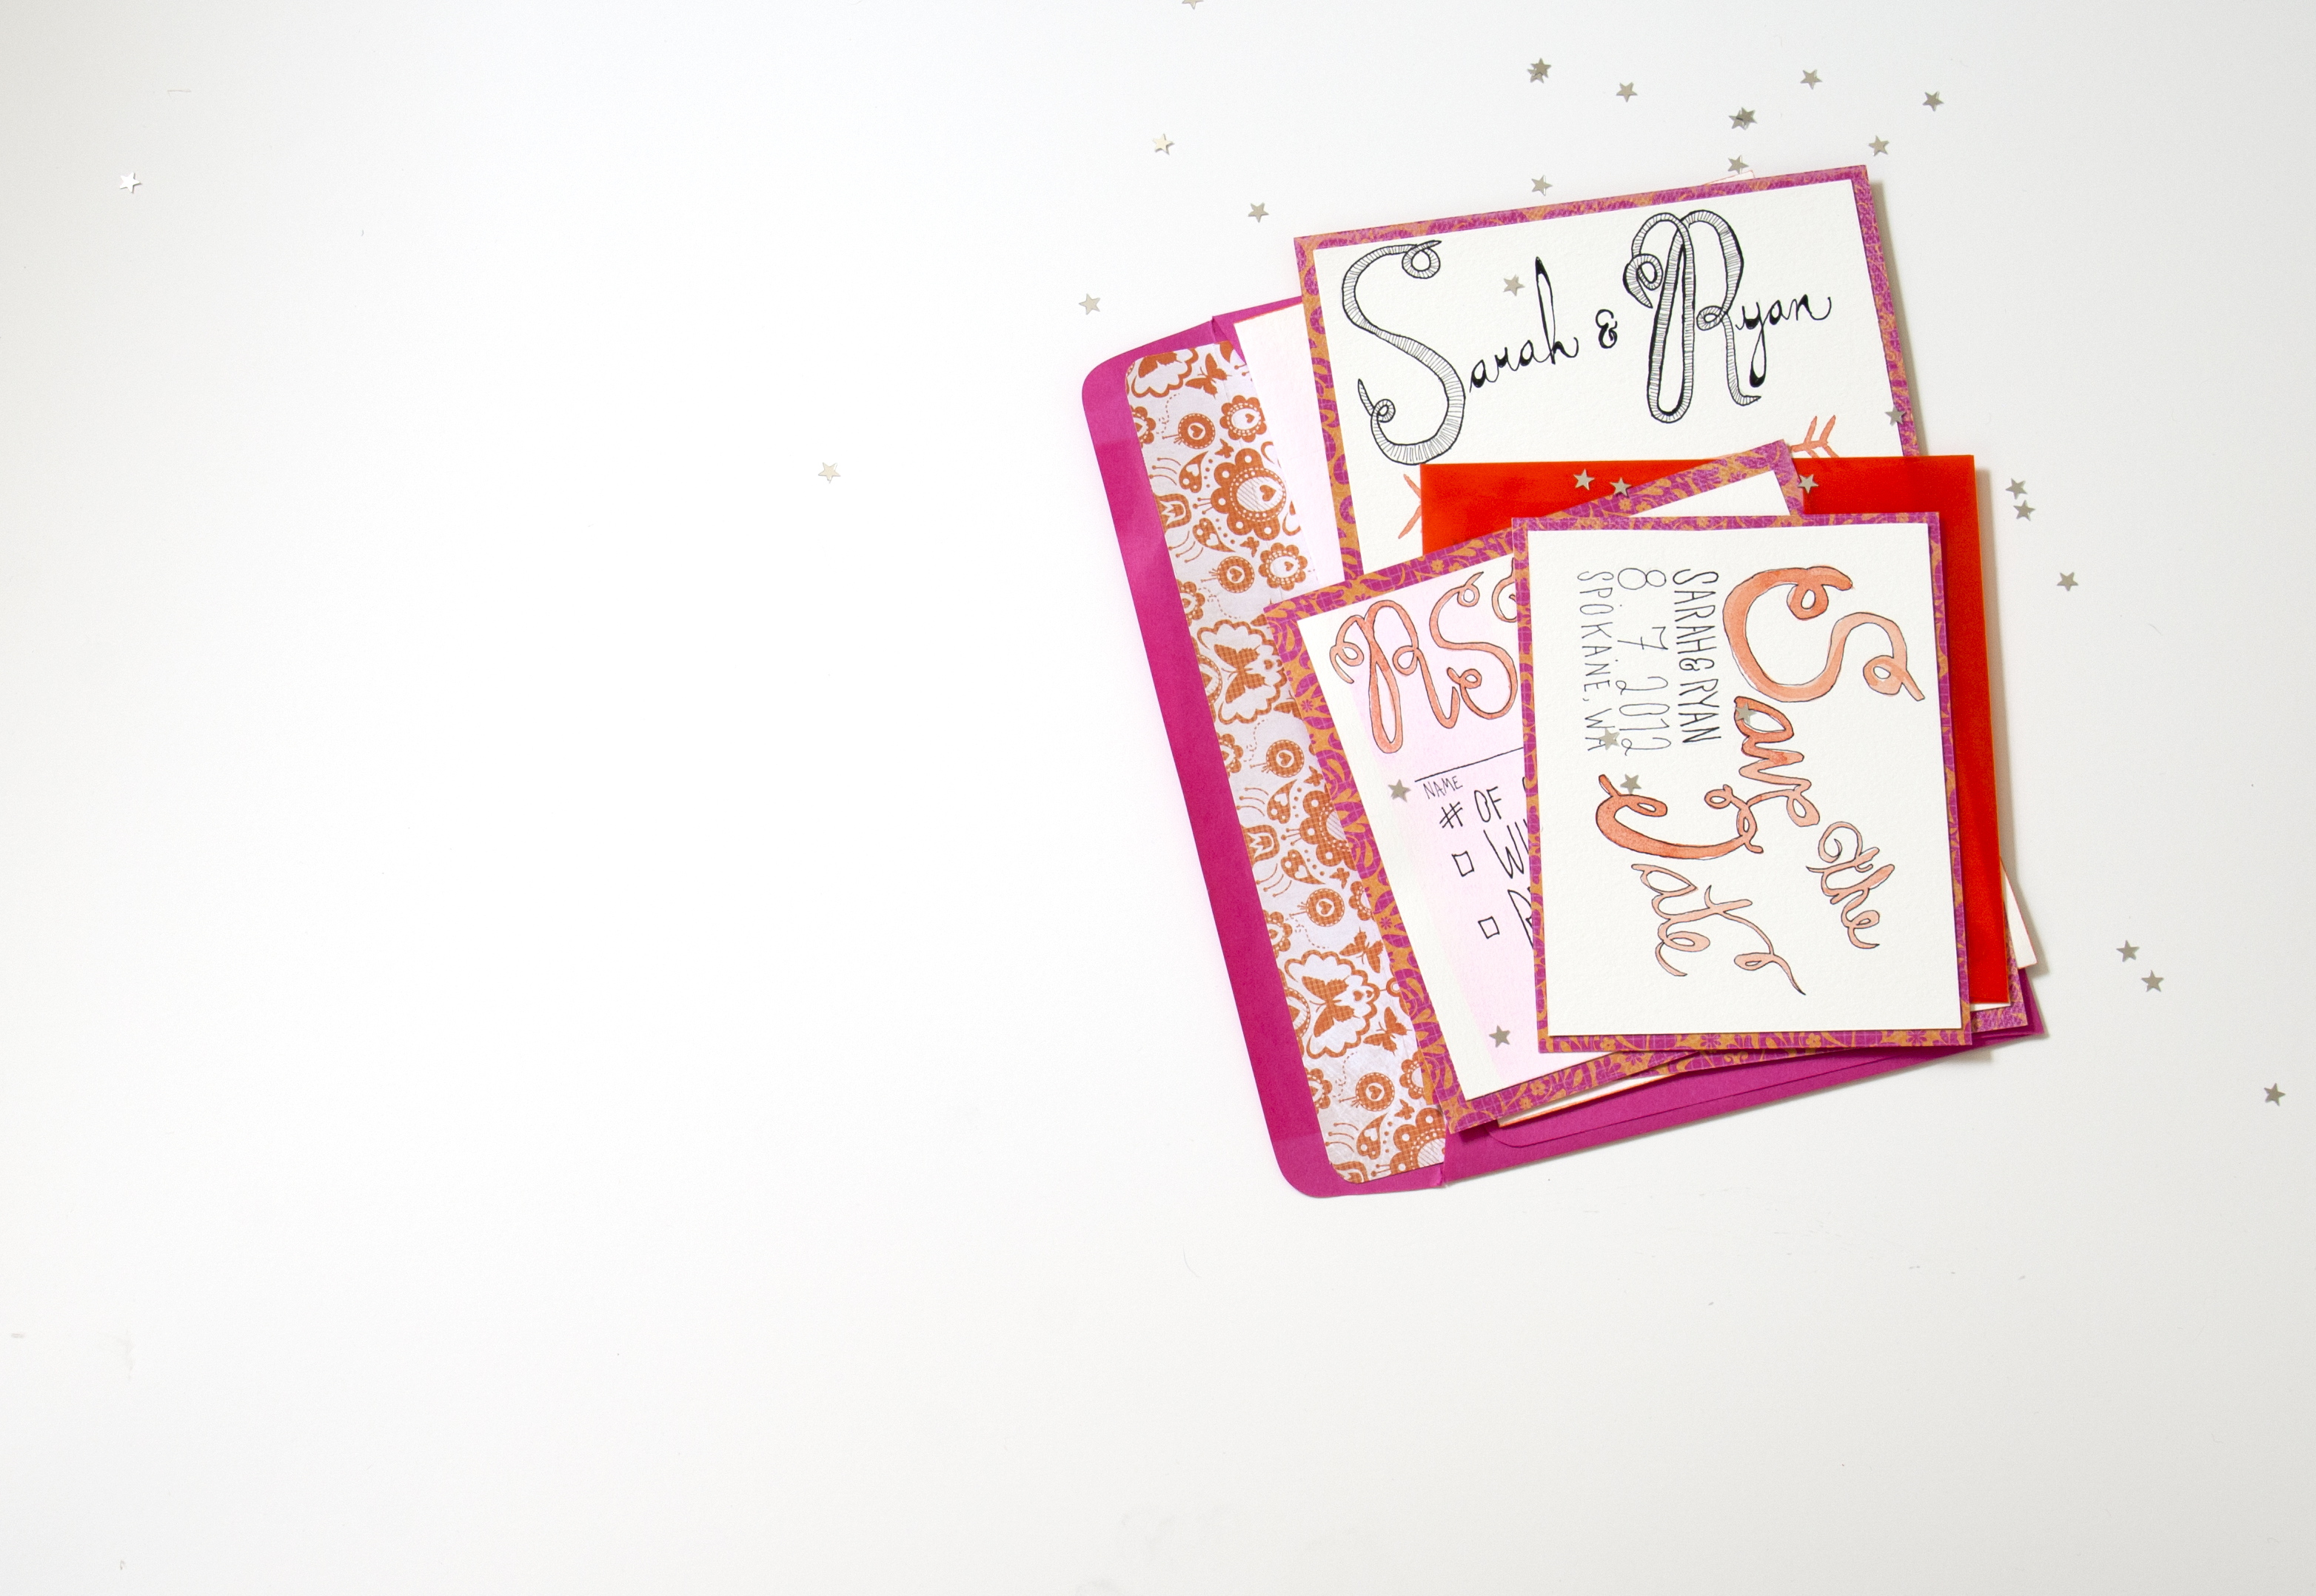 Sarah & Ryan
RS
NAME
# OF
Save the
Date
SARAH & RYAN
8.7.2012
SPOKANE, WA